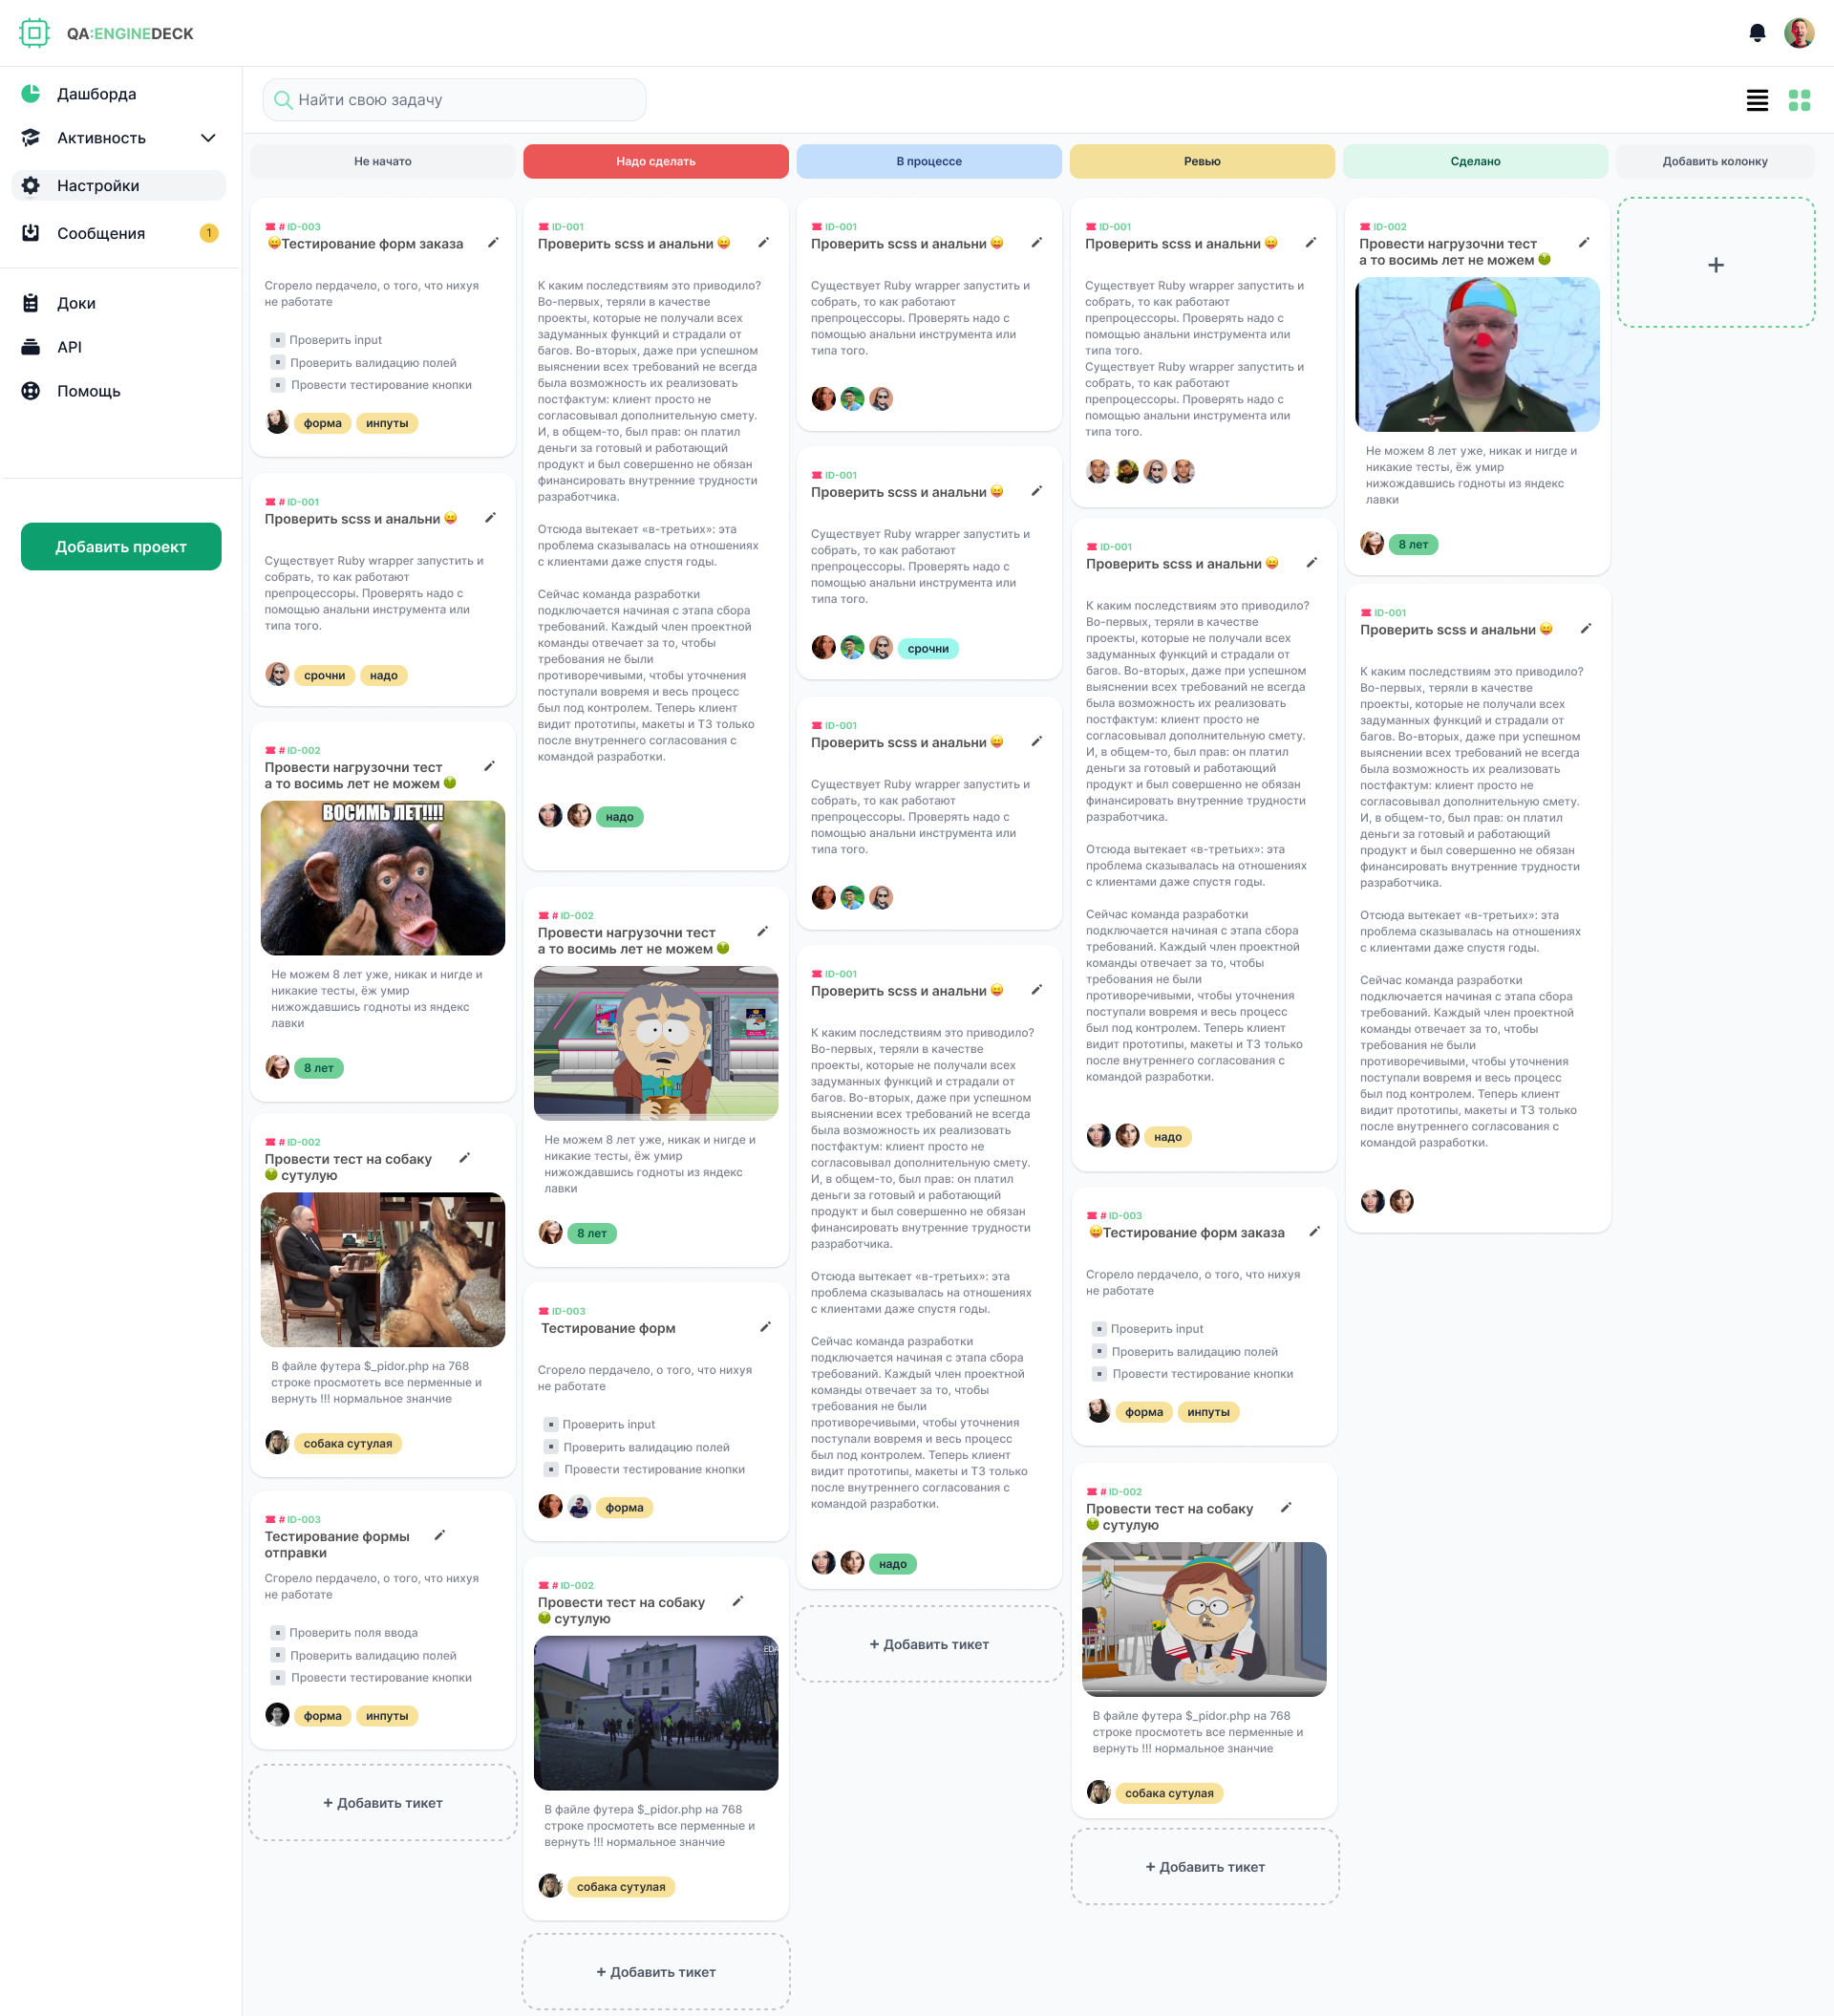 QA:ENGINEDECK
Дашборда
Активность
Настройки
Сообщения
1
Доки
API
Помощь
Добавить проект
Найти свою задачу
Не начато
Надо сделать
В процессе
Ревью
Сделано
Добавить колонку
# ID-003
Тестирование форм заказа
Сгорело пердачело, о того, что нихуя
не работате
Проверить input
Проверить валидацию полей
Провести тестирование кнопки
форма
инпуты
# ID-001
Проверить scss и анальни
Существует Ruby wrapper запустить и
собрать, то как работают
препроцессоры. Проверять надо с
помощью анальни инструмента или
типа того.
срочни
надо
# ID-002
Провести нагрузочни тест
а то восимь лет не можем
ВОСИМЬ ЛЕТ!!!!
Не можем 8 лет уже, никак и нигде и
никакие тесты, ёж умир
нижождавшись годноты из яндекс
лавки
8 лет
# ID-002
Провести тест на собаку
сутулую
В файле футера $_pidor.php на 768
строке просмотеть все перменные и
вернуть !!! нормальное знанчие
собака сутулая
# ID-003
Тестирование формы
отправки
Сгорело пердачело, о того, что нихуя
не работате
Проверить поля ввода
Проверить валидацию полей
Провести тестирование кнопки
форма
инпуты
+ Добавить тикет
ID-001
Проверить scss и анальни
К каким последствиям это приводило?
Во-первых, теряли в качестве
проекты, которые не получали всех
задуманных функций и страдали от
багов. Во-вторых, даже при успешном
выяснении всех требований не всегда
была возможность их реализовать
постфактум: клиент просто не
согласовывал дополнительную смету.
И, в общем-то, был прав: он платил
деньги за готовый и работающий
продукт и был совершенно не обязан
финансировать внутренние трудности
разработчика.
Отсюда вытекает «в-третьих»: эта
проблема сказывалась на отношениях
с клиентами даже спустя годы.
Сейчас команда разработки
подключается начиная с этапа сбора
требований. Каждый член проектной
команды отвечает за то, чтобы
требования не были
противоречивыми, чтобы уточнения
поступали вовремя и весь процесс
был под контролем. Теперь клиент
видит прототипы, макеты и ТЗ только
после внутреннего согласования с
командой разработки.
надо
# ID-002
Провести нагрузочни тест
а то восимь лет не можем
Не можем 8 лет уже, никак и нигде и
никакие тесты, ёж умир
нижождавшись годноты из яндекс
лавки
8 лет
ID-003
Тестирование форм
Сгорело пердачело, о того, что нихуя
не работате
Проверить input
Проверить валидацию полей
Провести тестирование кнопки
форма
# ID-002
Провести тест на собаку
сутулую
В файле футера $_pidor.php на 768
строке просмотеть все перменные и
вернуть !!! нормальное знанчие
собака сутулая
+ Добавить тикет
ID-001
Проверить scss и анальни
Существует Ruby wrapper запустить и
собрать, то как работают
препроцессоры. Проверять надо с
помощью анальни инструмента или
типа того.
ID-001
Проверить scss и анальни
Существует Ruby wrapper запустить и
собрать, то как работают
препроцессоры. Проверять надо с
помощью анальни инструмента или
типа того.
срочни
ID-001
Проверить scss и анальни
Существует Ruby wrapper запустить и
собрать, то как работают
препроцессоры. Проверять надо с
помощью анальни инструмента или
типа того.
ID-001
Проверить scss и анальни
К каким последствиям это приводило?
Во-первых, теряли в качестве
проекты, которые не получали всех
задуманных функций и страдали от
багов. Во-вторых, даже при успешном
выяснении всех требований не всегда
была возможность их реализовать
постфактум: клиент просто не
согласовывал дополнительную смету.
И, в общем-то, был прав: он платил
деньги за готовый и работающий
продукт и был совершенно не обязан
финансировать внутренние трудности
разработчика.
Отсюда вытекает «в-третьих»: эта
проблема сказывалась на отношениях
с клиентами даже спустя годы.
Сейчас команда разработки
подключается начиная с этапа сбора
требований. Каждый член проектной
команды отвечает за то, чтобы
требования не были
противоречивыми, чтобы уточнения
поступали вовремя и весь процесс
был под контролем. Теперь клиент
видит прототипы, макеты и ТЗ только
после внутреннего согласования с
командой разработки.
надо
+ Добавить тикет
ID-001
Проверить scss и анальни
Существует Ruby wrapper запустить и
собрать, то как работают
препроцессоры. Проверять надо с
помощью анальни инструмента или
типа того.
Существует Ruby wrapper запустить и
собрать, то как работают
препроцессоры. Проверять надо с
помощью анальни инструмента или
типа того.
ID-001
Проверить scss и анальни
К каким последствиям это приводило?
Во-первых, теряли в качестве
проекты, которые не получали всех
задуманных функций и страдали от
багов. Во-вторых, даже при успешном
выяснении всех требований не всегда
была возможность их реализовать
постфактум: клиент просто не
согласовывал дополнительную смету.
И, в общем-то, был прав: он платил
деньги за готовый и работающий
продукт и был совершенно не обязан
финансировать внутренние трудности
разработчика.
Отсюда вытекает «в-третьих»: эта
проблема сказывалась на отношениях
с клиентами даже спустя годы.
Сейчас команда разработки
подключается начиная с этапа сбора
требований. Каждый член проектной
команды отвечает за то, чтобы
требования не были
противоречивыми, чтобы уточнения
поступали вовремя и весь процесс
был под контролем. Теперь клиент
видит прототипы, макеты и ТЗ только
после внутреннего согласования с
командой разработки.
надо
# ID-003
Тестирование форм заказа
Сгорело пердачело, о того, что нихуя
не работате
Проверить input
Проверить валидацию полей
Провести тестирование кнопки
форма
инпуты
# ID-002
Провести тест на собаку
сутулую
В файле футера $_pidor.php на 768
строке просмотеть все перменные и
вернуть !!! нормальное знанчие
собака сутулая
+ Добавить тикет
ID-002
Провести нагрузочни тест
а то восимь лет не можем
Не можем 8 лет уже, никак и нигде и
никакие тесты, ёж умир
нижождавшись годноты из яндекс
лавки
8 лет
ID-001
Проверить scss и анальни
К каким последствиям это приводило?
Во-первых, теряли в качестве
проекты, которые не получали всех
задуманных функций и страдали от
багов. Во-вторых, даже при успешном
выяснении всех требований не всегда
была возможность их реализовать
постфактум: клиент просто не
согласовывал дополнительную смету.
И, в общем-то, был прав: он платил
деньги за готовый и работающий
продукт и был совершенно не обязан
финансировать внутренние трудности
разработчика.
Отсюда вытекает «в-третьих»: эта
проблема сказывалась на отношениях
с клиентами даже спустя годы.
Сейчас команда разработки
подключается начиная с этапа сбора
требований. Каждый член проектной
команды отвечает за то, чтобы
требования не были
противоречивыми, чтобы уточнения
поступали вовремя и весь процесс
был под контролем. Теперь клиент
видит прототипы, макеты и ТЗ только
после внутреннего согласования с
командой разработки.
+